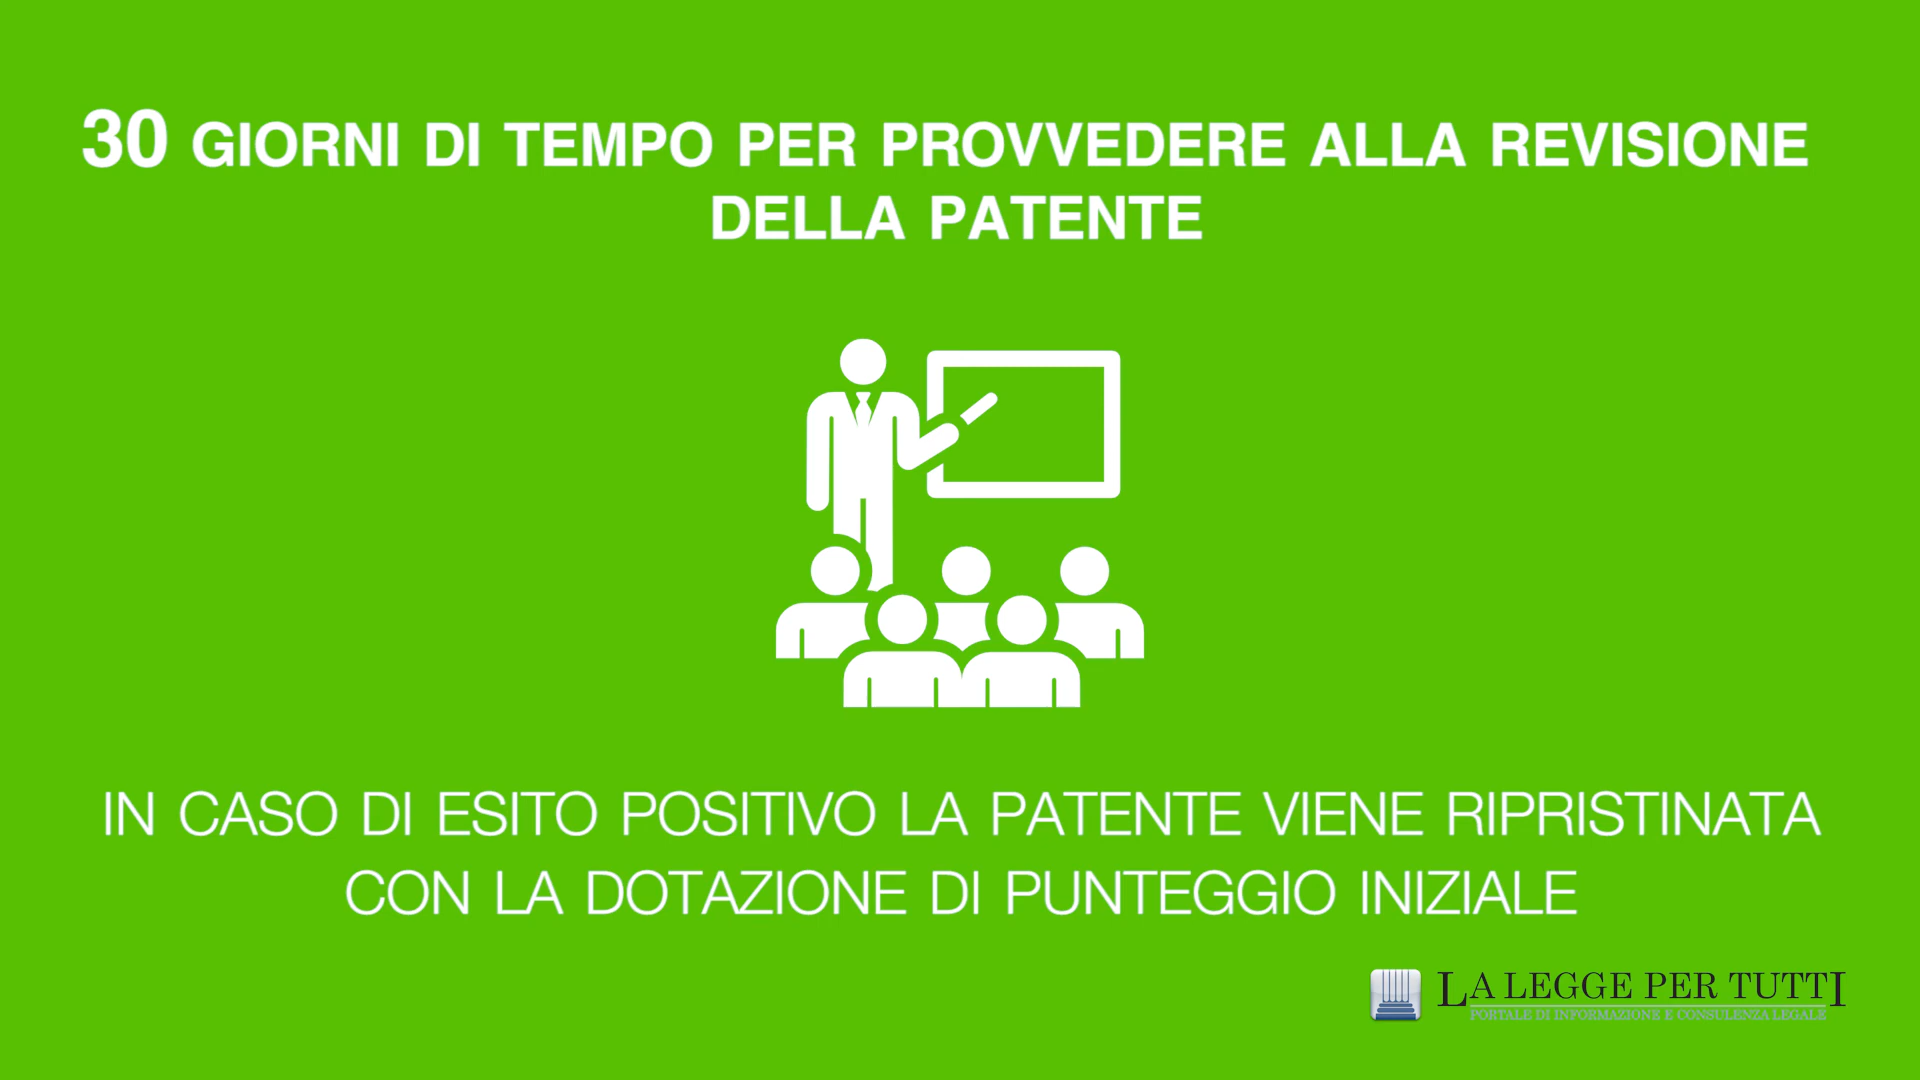 30 GIORNI DI TEMPO PER PROVVEDERE ALLA REVISIONE
DELLA PATENTE
IN CASO DI ESITO POSITIVO LA PATENTE VIENE RIPRISTINATA
CON LA DOTAZIONE DI PUNTEGGIO INIZIALE
LA LEGGE PER TUTTI
PORTALE DI INFORMAZIONE E CONSULENZA LEGALE